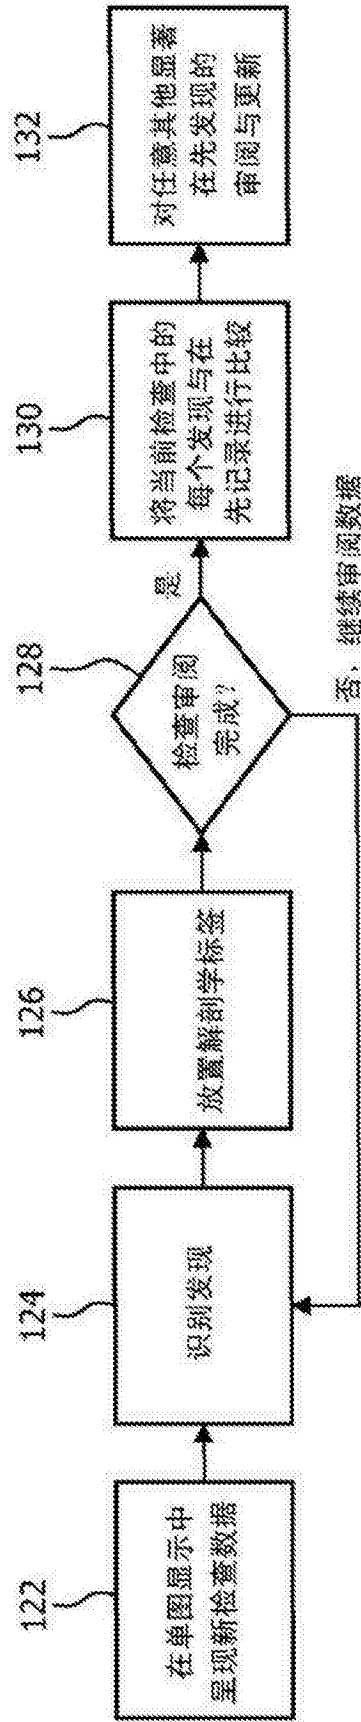 122
在单图显示中
呈现新检查数据
124
识别发现
126
放置解剖学标签
128
检查审阅
完成?
是
否，继续审阅数据
130
将当前检查中的
每个发现与在
先记录进行比较
132
对任意其他显著
在先发现的
审阅与更新